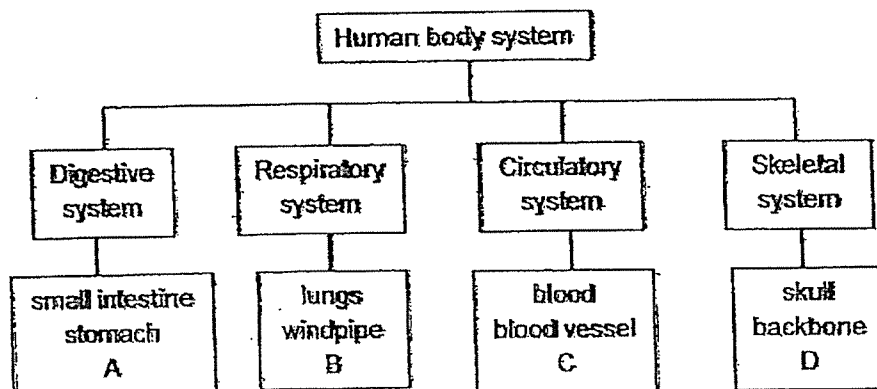 Human body system
Digestive
system
Respiratory
system
Circulatory
system
Skeletal
system
small intestine
stomach
A
lungs
windpipe
B
blood
blood vessel
C
skull
backbone
D